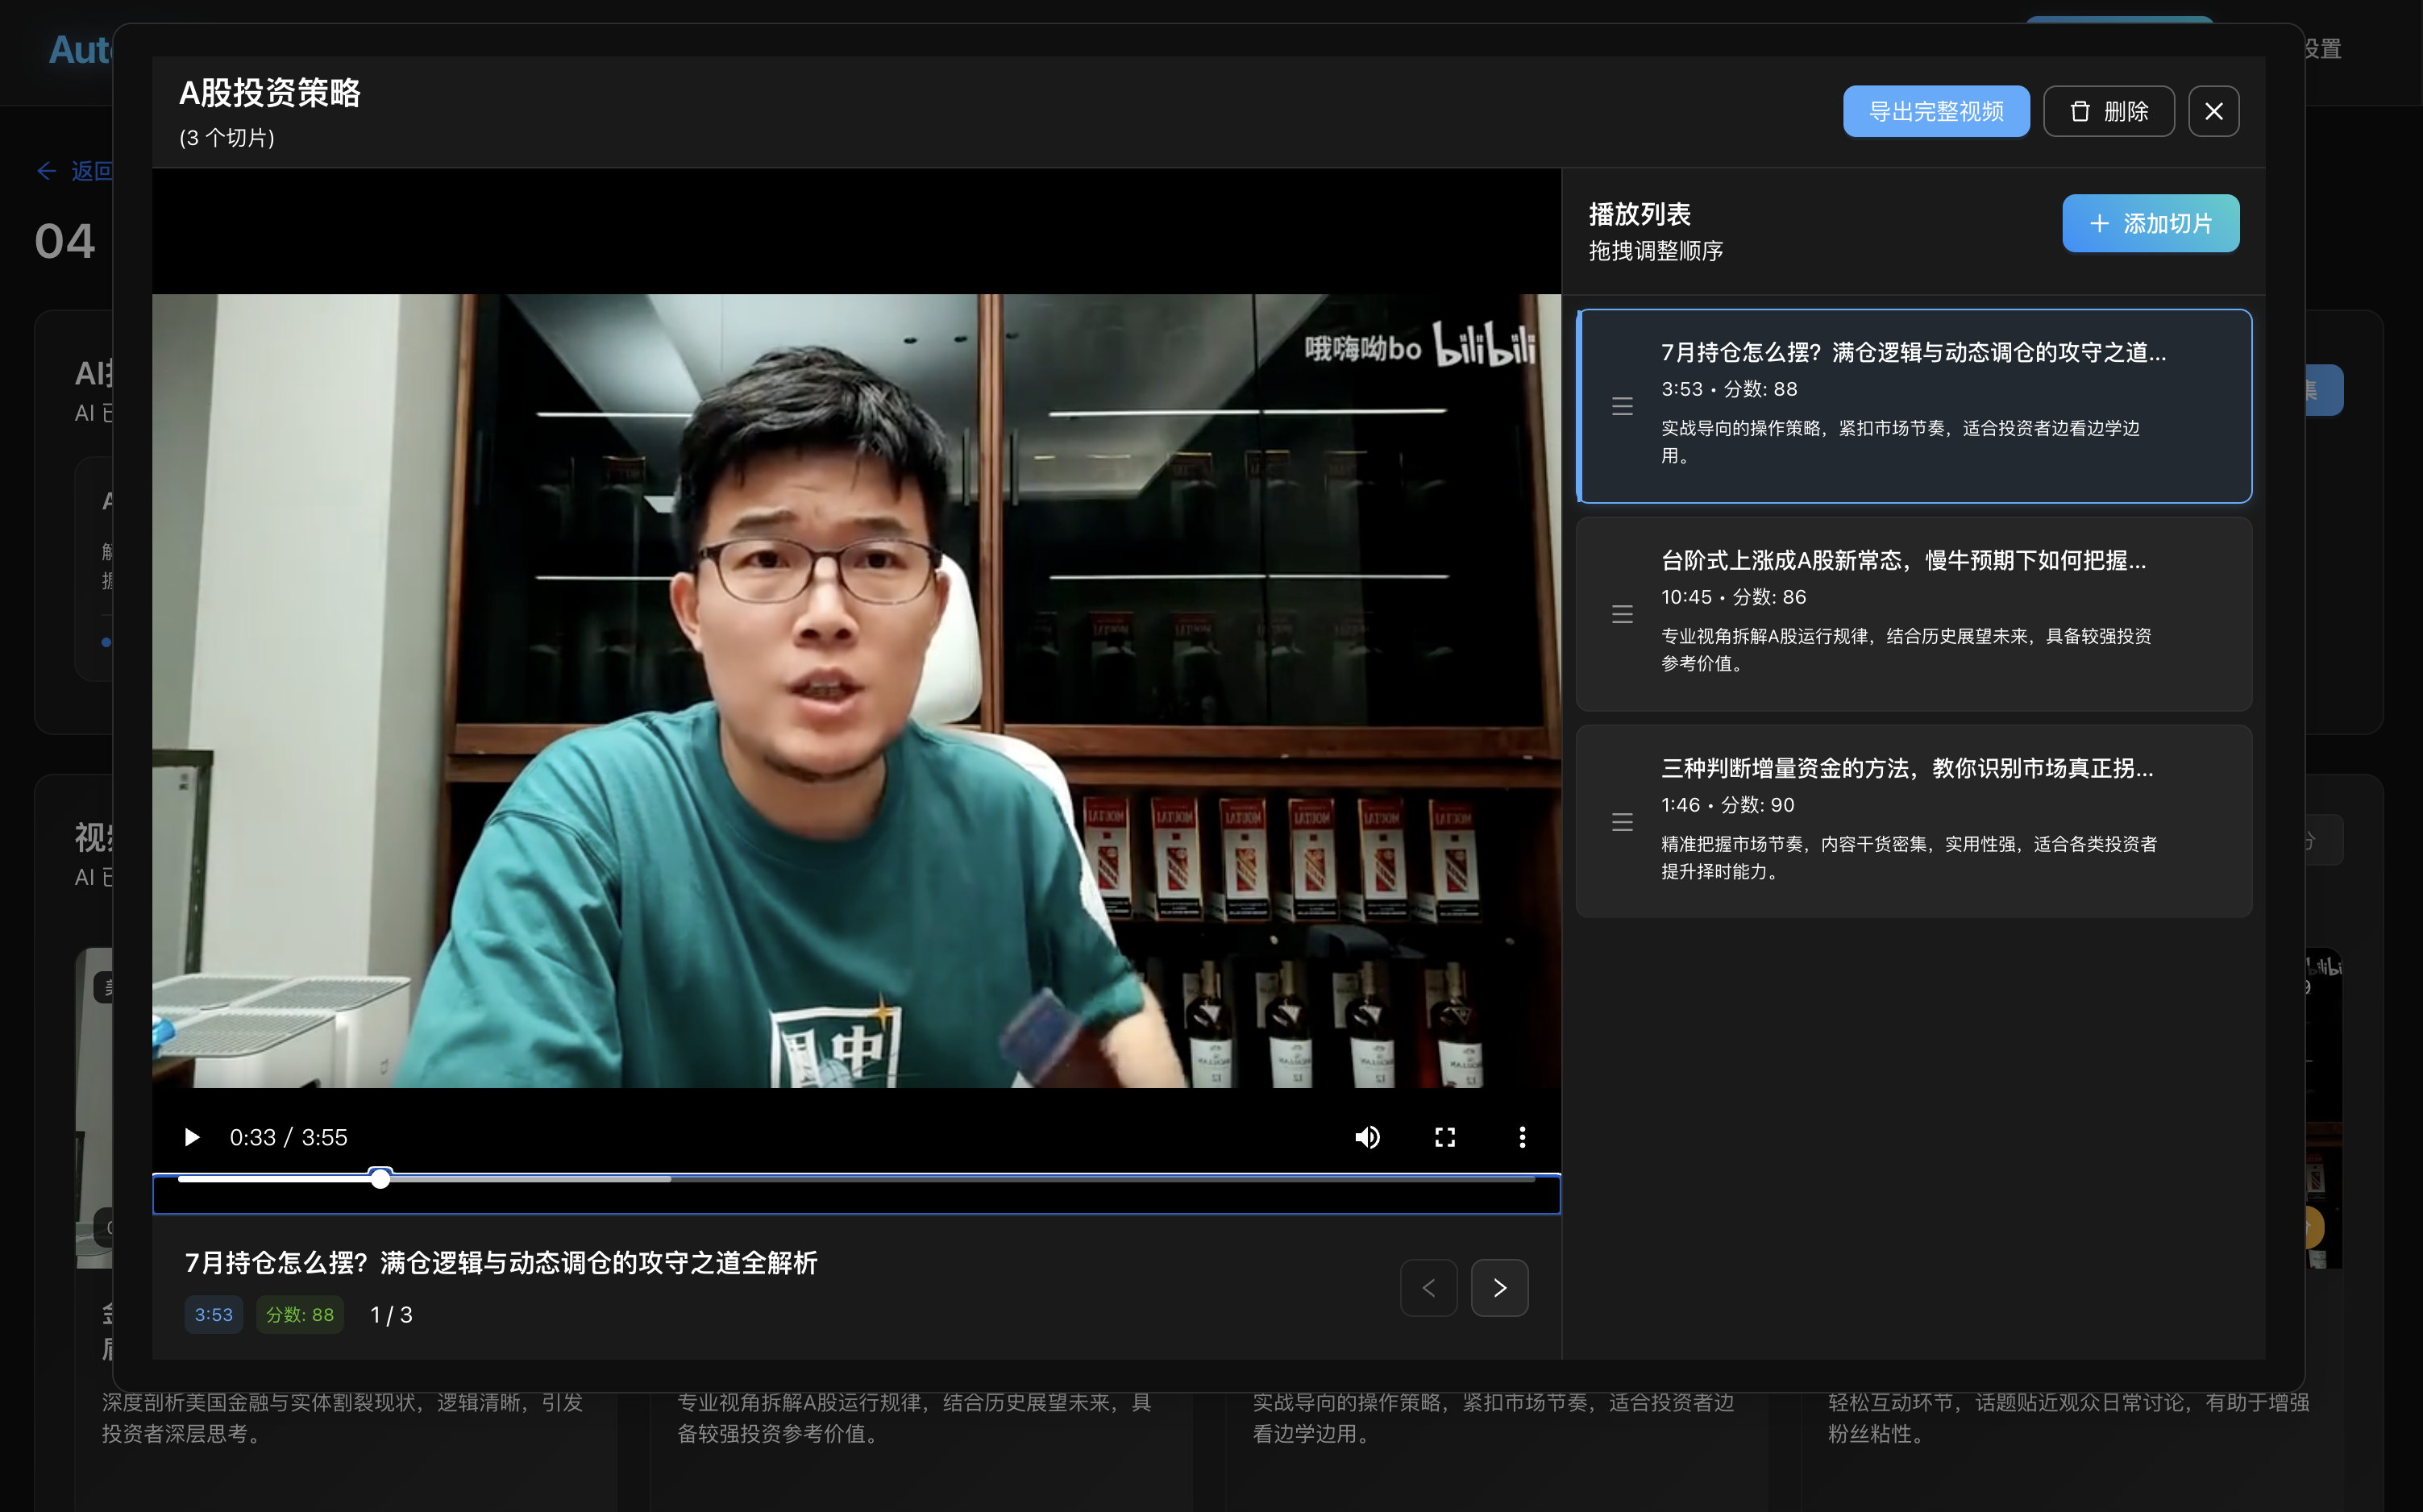 Aut
设置
A股投资策略
(3 个切片)
导出完整视频
删除
返回
04
播放列表
拖拽调整顺序
添加切片
哦嗨呦bo bilibili
7月持仓怎么摆？满仓逻辑与动态调仓的攻守之道...
3:53 • 分数: 88
实战导向的操作策略，紧扣市场节奏，适合投资者边看边学边
用。
AI
AI 已
集
台阶式上涨成A股新常态，慢牛预期下如何把握...
10:45 • 分数: 86
专业视角拆解A股运行规律，结合历史展望未来，具备较强投资
参考价值。
三种判断增量资金的方法，教你识别市场真正拐...
1:46 • 分数: 90
精准把握市场节奏，内容干货密集，实用性强，适合各类投资者
提升择时能力。
AI 已
分
MOUTAI MOUTAI MOUTAI MOUTAI MOUTAI MOUTAI
中
0:33 / 3:55
7月持仓怎么摆？满仓逻辑与动态调仓的攻守之道全解析
3:53 分数: 88 1 / 3
深度剖析美国金融与实体割裂现状，逻辑清晰，引发
投资者深层思考。
专业视角拆解A股运行规律，结合历史展望未来，具
备较强投资参考价值。
实战导向的操作策略，紧扣市场节奏，适合投资者边
看边学边用。
轻松互动环节，话题贴近观众日常讨论，有助于增强
粉丝粘性。